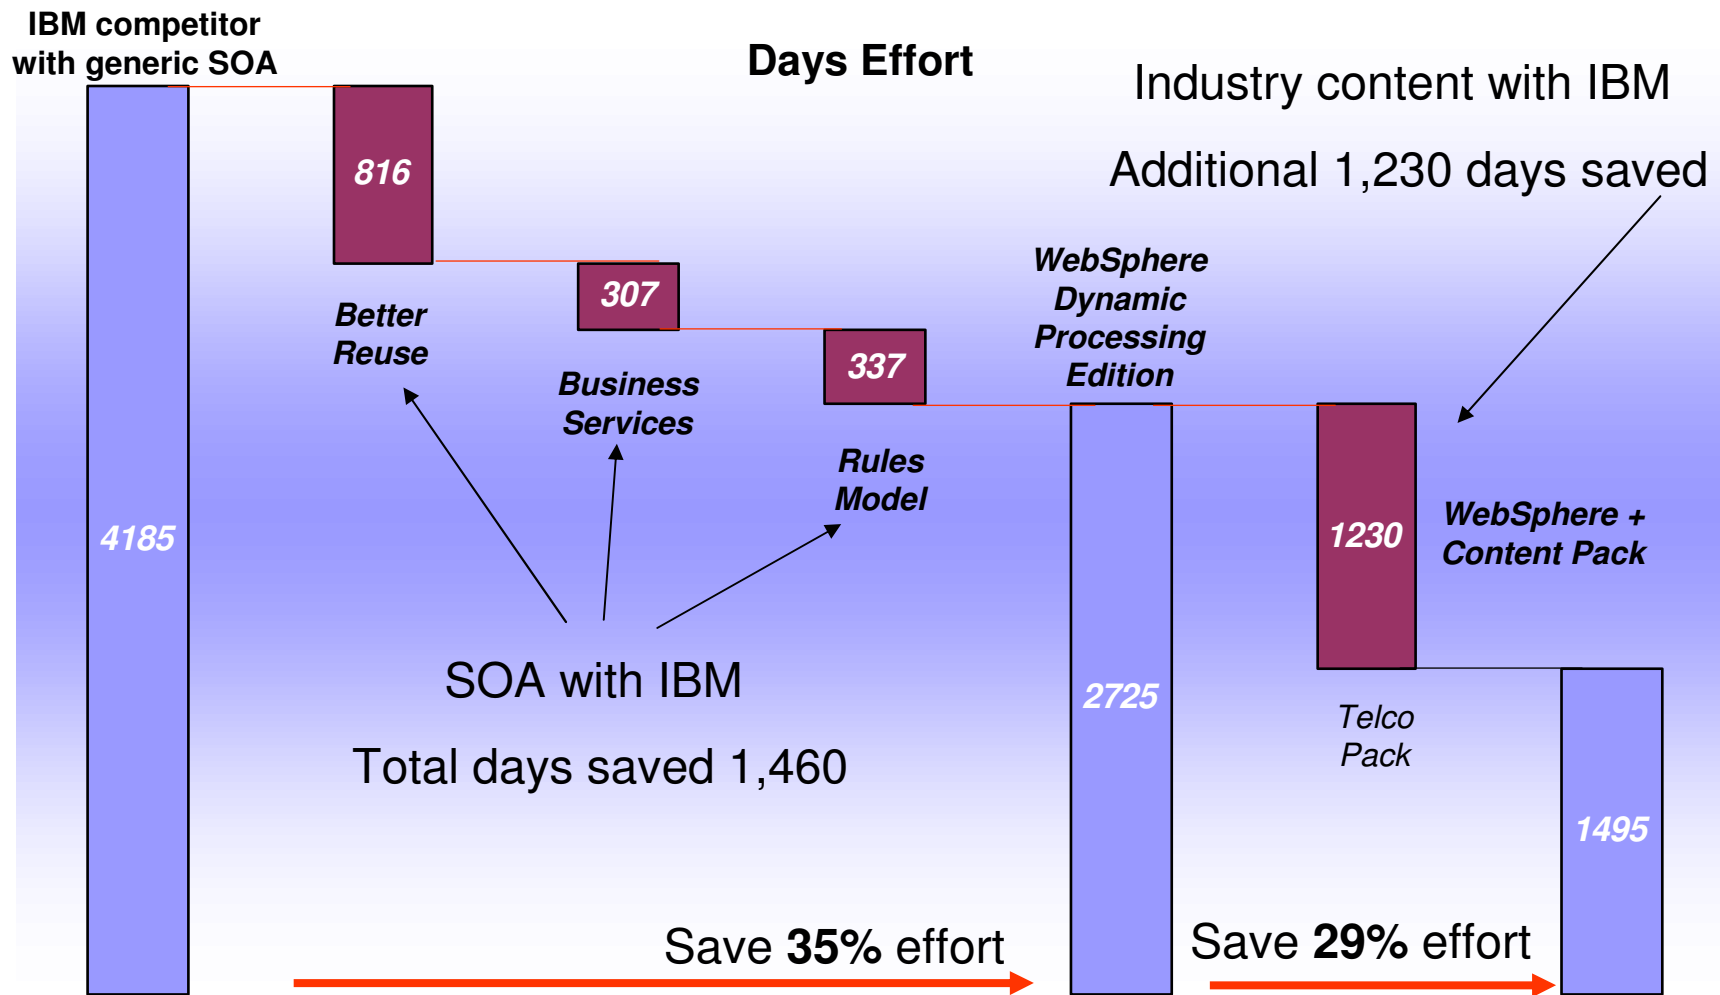 IBM competitor
with generic SOA
Days Effort
Industry content with IBM
Additional 1,230 days saved
816
Better
Reuse
307
Business
Services
337
Rules
Model
WebSphere
Dynamic
Processing
Edition
4185
1230
WebSphere +
Content Pack
SOA with IBM
Total days saved 1,460
2725
Telco
Pack
1495
Save 35% effort
Save 29% effort